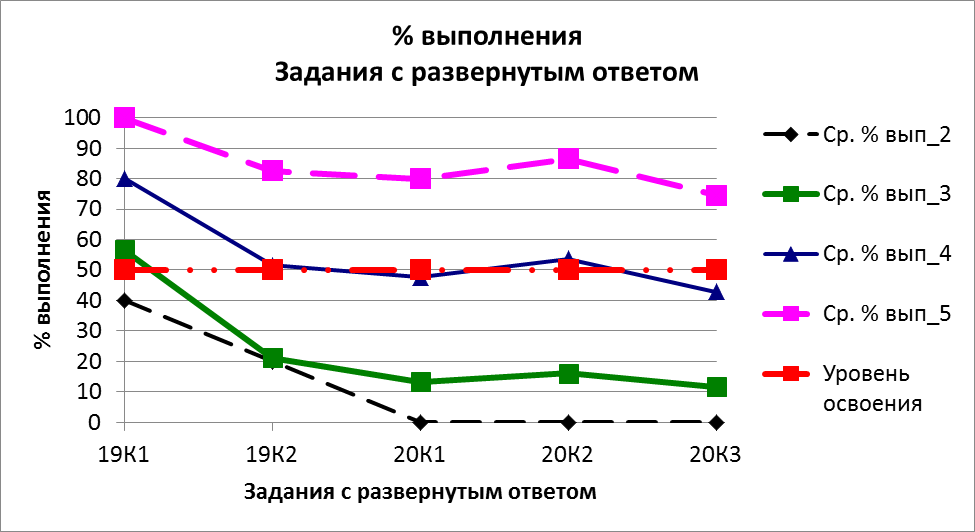 % выполнения
Задания с развернутым ответом
% выполнения
100
90
80
70
60
50
40
30
20
10
0
19К1
19К2
20К1
20К2
20К3
Задания с развернутым ответом
Ср. % вып_2
Ср. % вып_3
Ср. % вып_4
Ср. % вып_5
Уровень
освоения